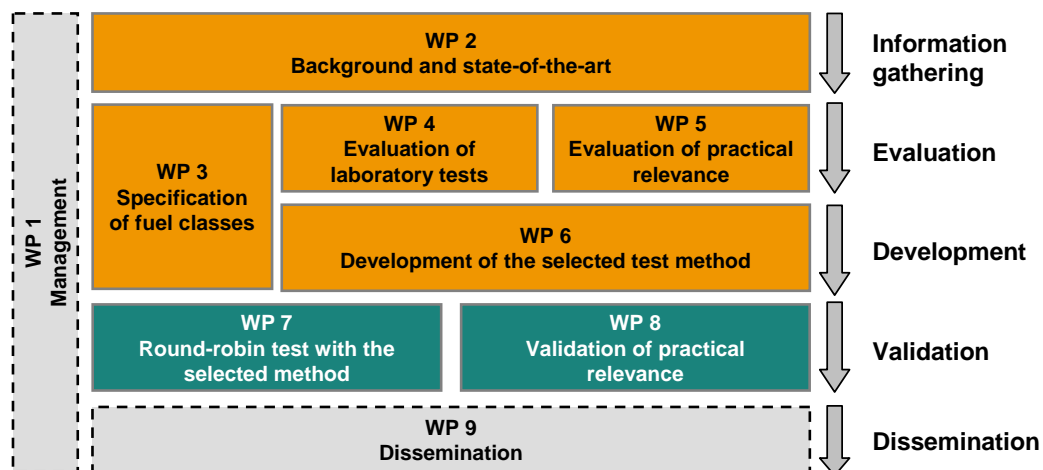 WP 1
Management
WP 2
Background and state-of-the-art
Information
gathering
WP 3
Specification
of fuel classes
WP 4
Evaluation of
laboratory tests
WP 5
Evaluation of practical
relevance
Evaluation
WP 6
Development of the selected test method
Development
WP 7
Round-robin test with the
selected method
WP 8
Validation of practical
relevance
Validation
WP 9
Dissemination
Dissemination